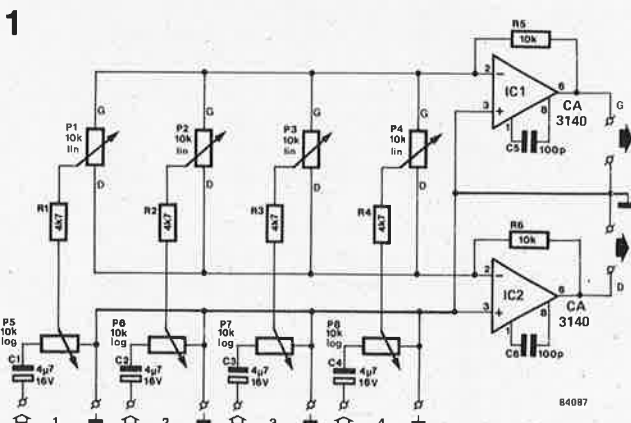 1
R5
10k
2
IC1
6
3
CA
3140
1
8
C5
100p
G
P1
10k
lin
G
D
P2
10k
lin
G
D
P3
10k
lin
G
D
P4
10k
lin
G
D
R1
4k7
R2
4k7
R3
4k7
R4
4k7
R6
10k
2
IC2
6
3
CA
3140
1
8
C6
100p
D
P5
10k
log
C1
4µ7
16V
P6
10k
log
C2
4µ7
16V
P7
10k
log
C3
4µ7
16V
P8
10k
log
C4
4µ7
16V
84087
1
2
3
4